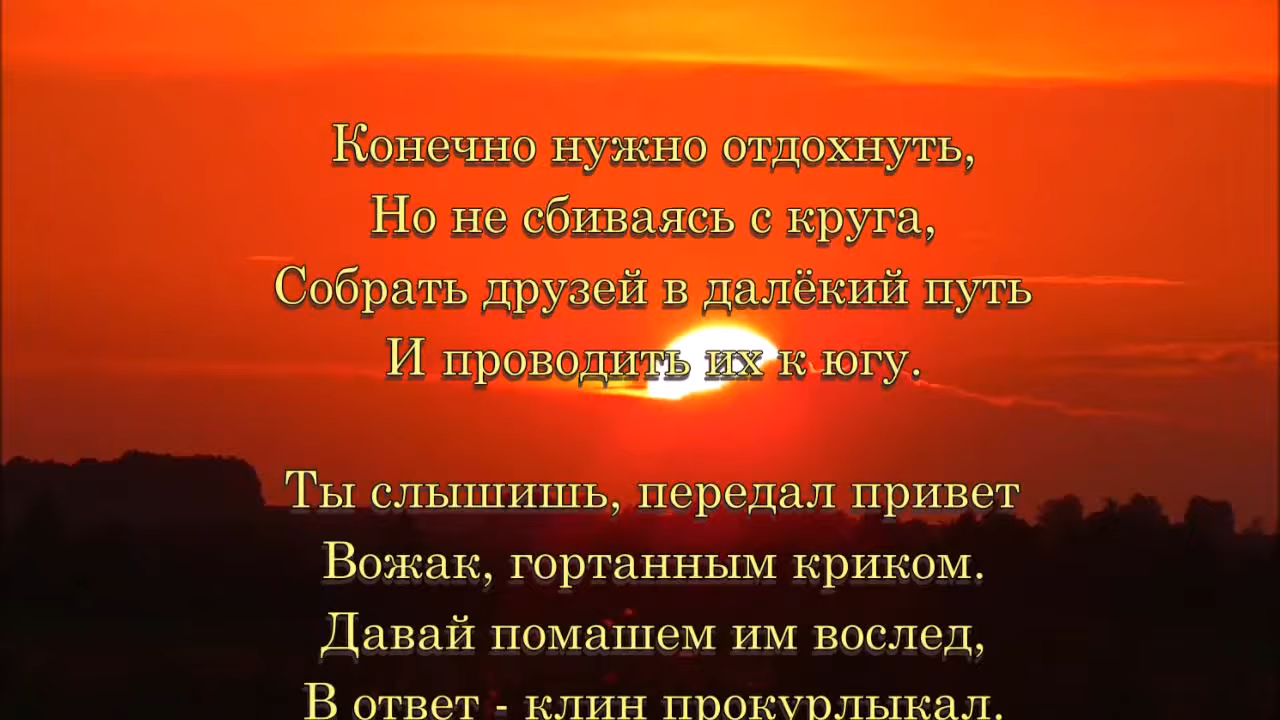 Конечно нужно отдохнуть,
Но не сбиваясь с круга,
Собрать друзей в далёкий путь
И проводить их к югу.
Ты слышишь, передал привет
Вожак, гортанным криком.
Давай помашем им вослед,
В ответ - клин прокурлыкал.